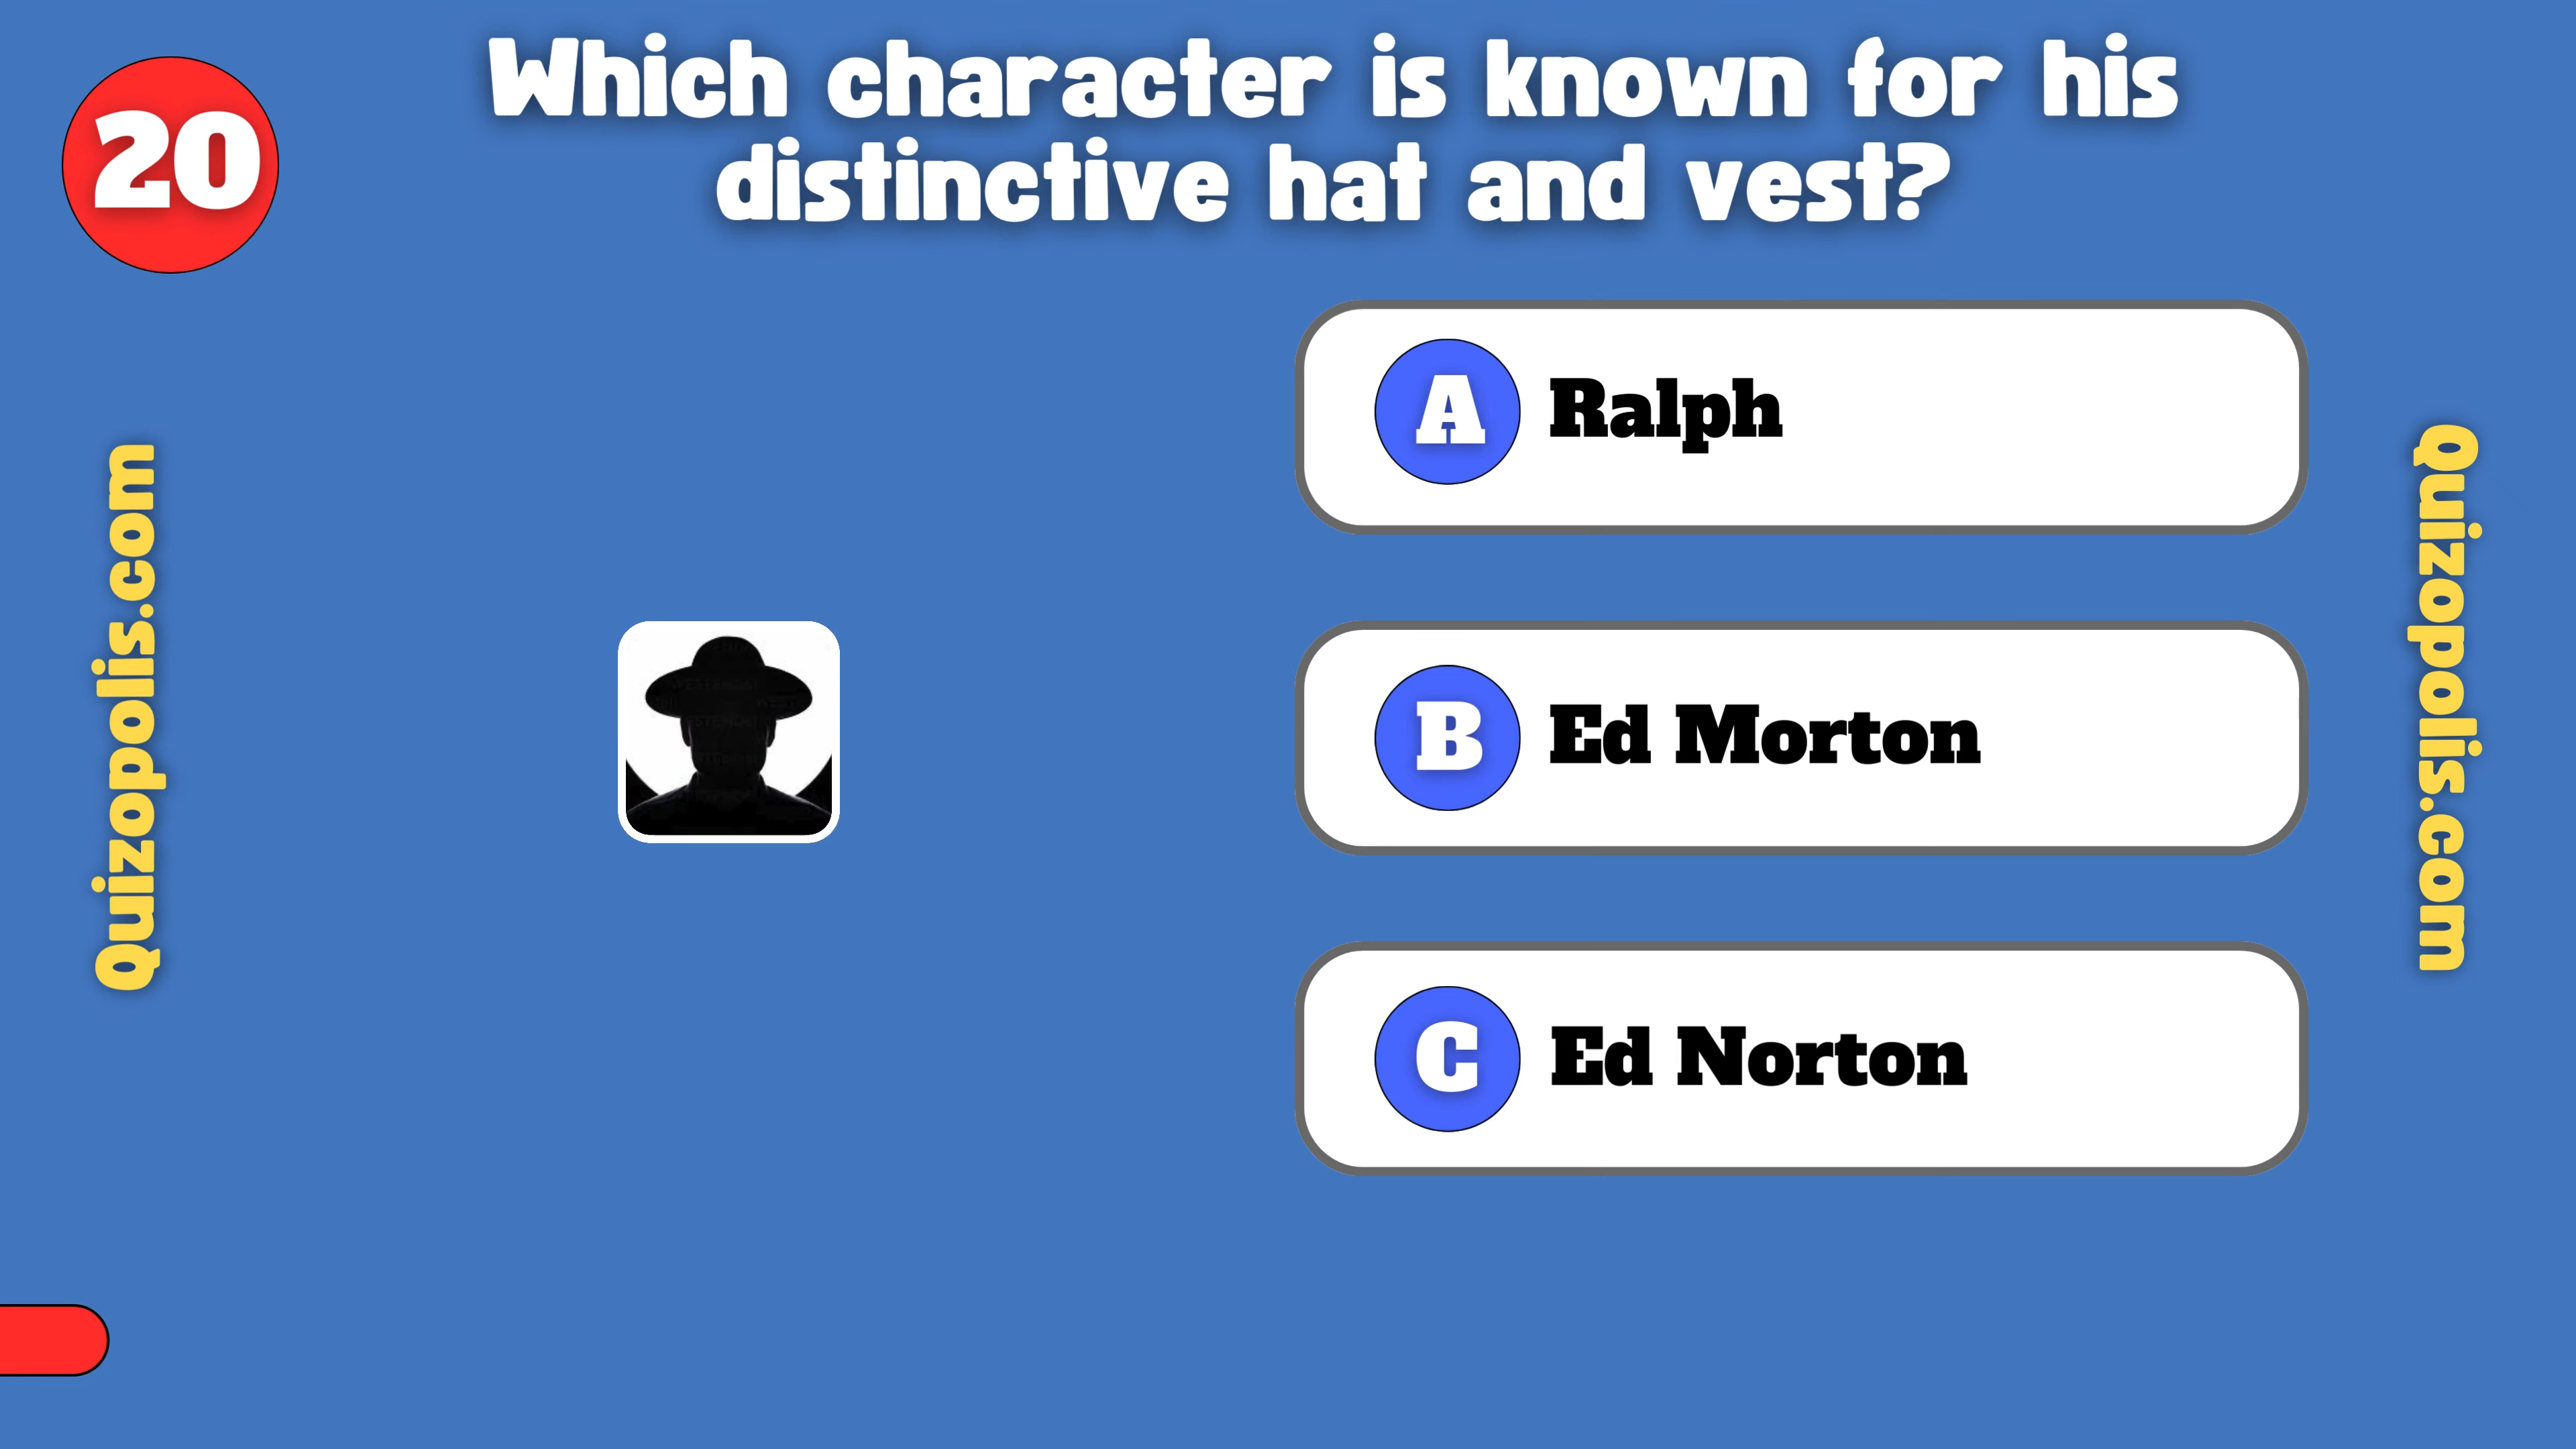 20
Which character is known for his
distinctive hat and vest?
A Ralph
B Ed Morton
C Ed Norton
Quizopolis.com
Quizopolis.com